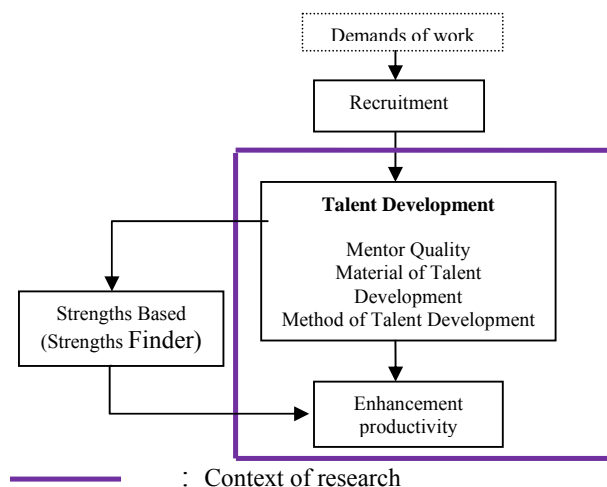 Demands of work
Recruitment
Talent Development
Mentor Quality
Material of Talent
Development
Method of Talent Development
Strengths Based
(Strengths Finder)
Enhancement
productivity
: Context of research